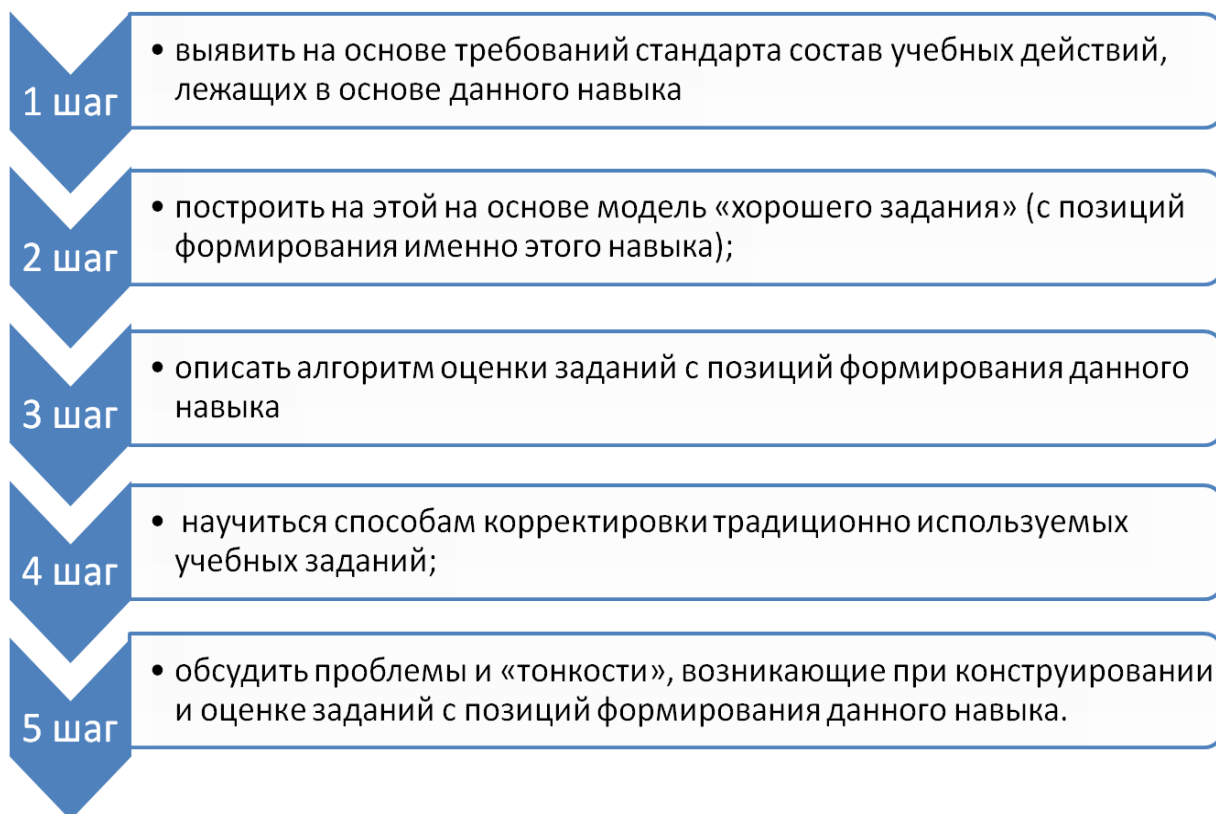 1 шаг
• выявить на основе требований стандарта состав учебных действий,
лежащих в основе данного навыка
2 шаг
• построить на этой на основе модель «хорошего задания» (с позиций
формирования именно этого навыка);
3 шаг
• описать алгоритм оценки заданий с позиций формирования данного
навыка
4 шаг
• научиться способам корректировки традиционно используемых
учебных заданий;
5 шаг
• обсудить проблемы и «тонкости», возникающие при конструировании
и оценке заданий с позиций формирования данного навыка.